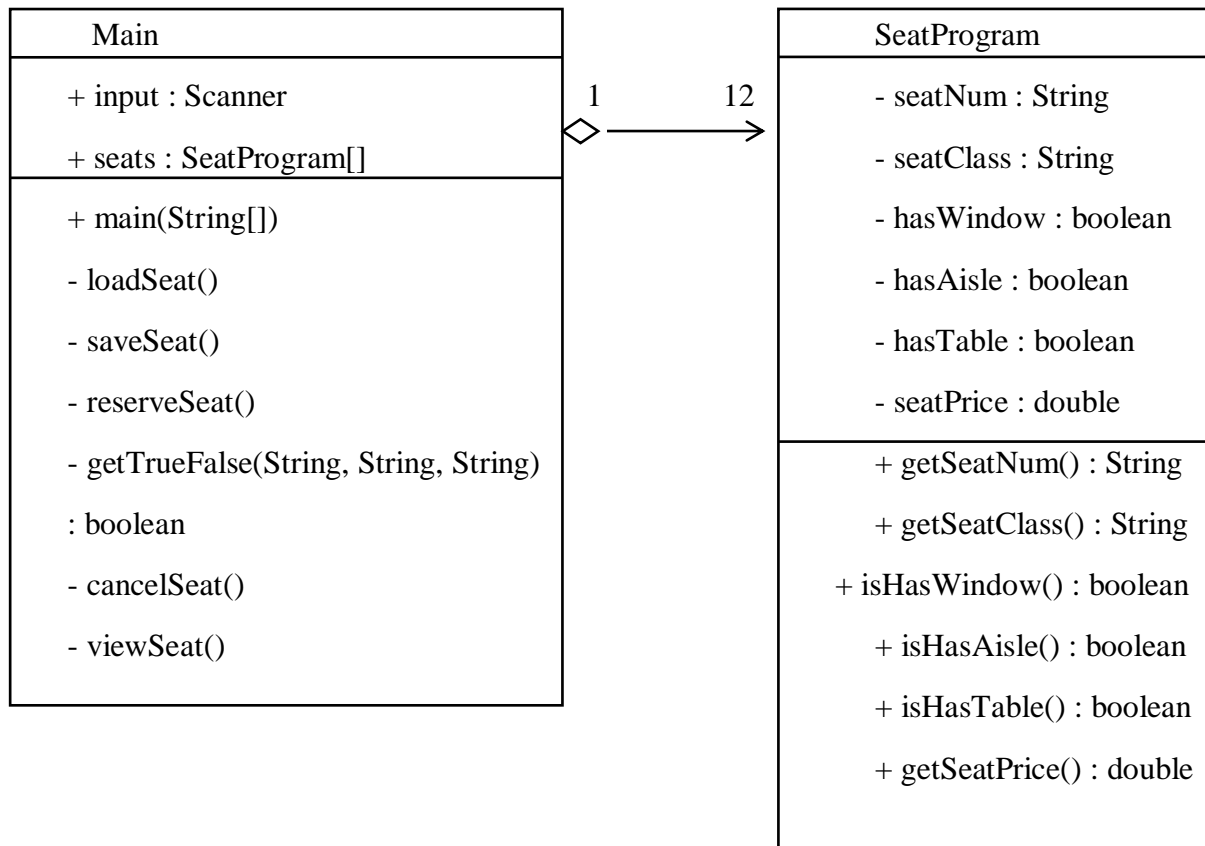 Main
+ input : Scanner
+ seats : SeatProgram[]
+ main(String[])
- loadSeat()
- saveSeat()
- reserveSeat()
- getTrueFalse(String, String, String)
: boolean
- cancelSeat()
- viewSeat()
1
12
SeatProgram
- seatNum : String
- seatClass : String
- hasWindow : boolean
- hasAisle : boolean
- hasTable : boolean
- seatPrice : double
+ getSeatNum() : String
+ getSeatClass() : String
+ isHasWindow() : boolean
+ isHasAisle() : boolean
+ isHasTable() : boolean
+ getSeatPrice() : double